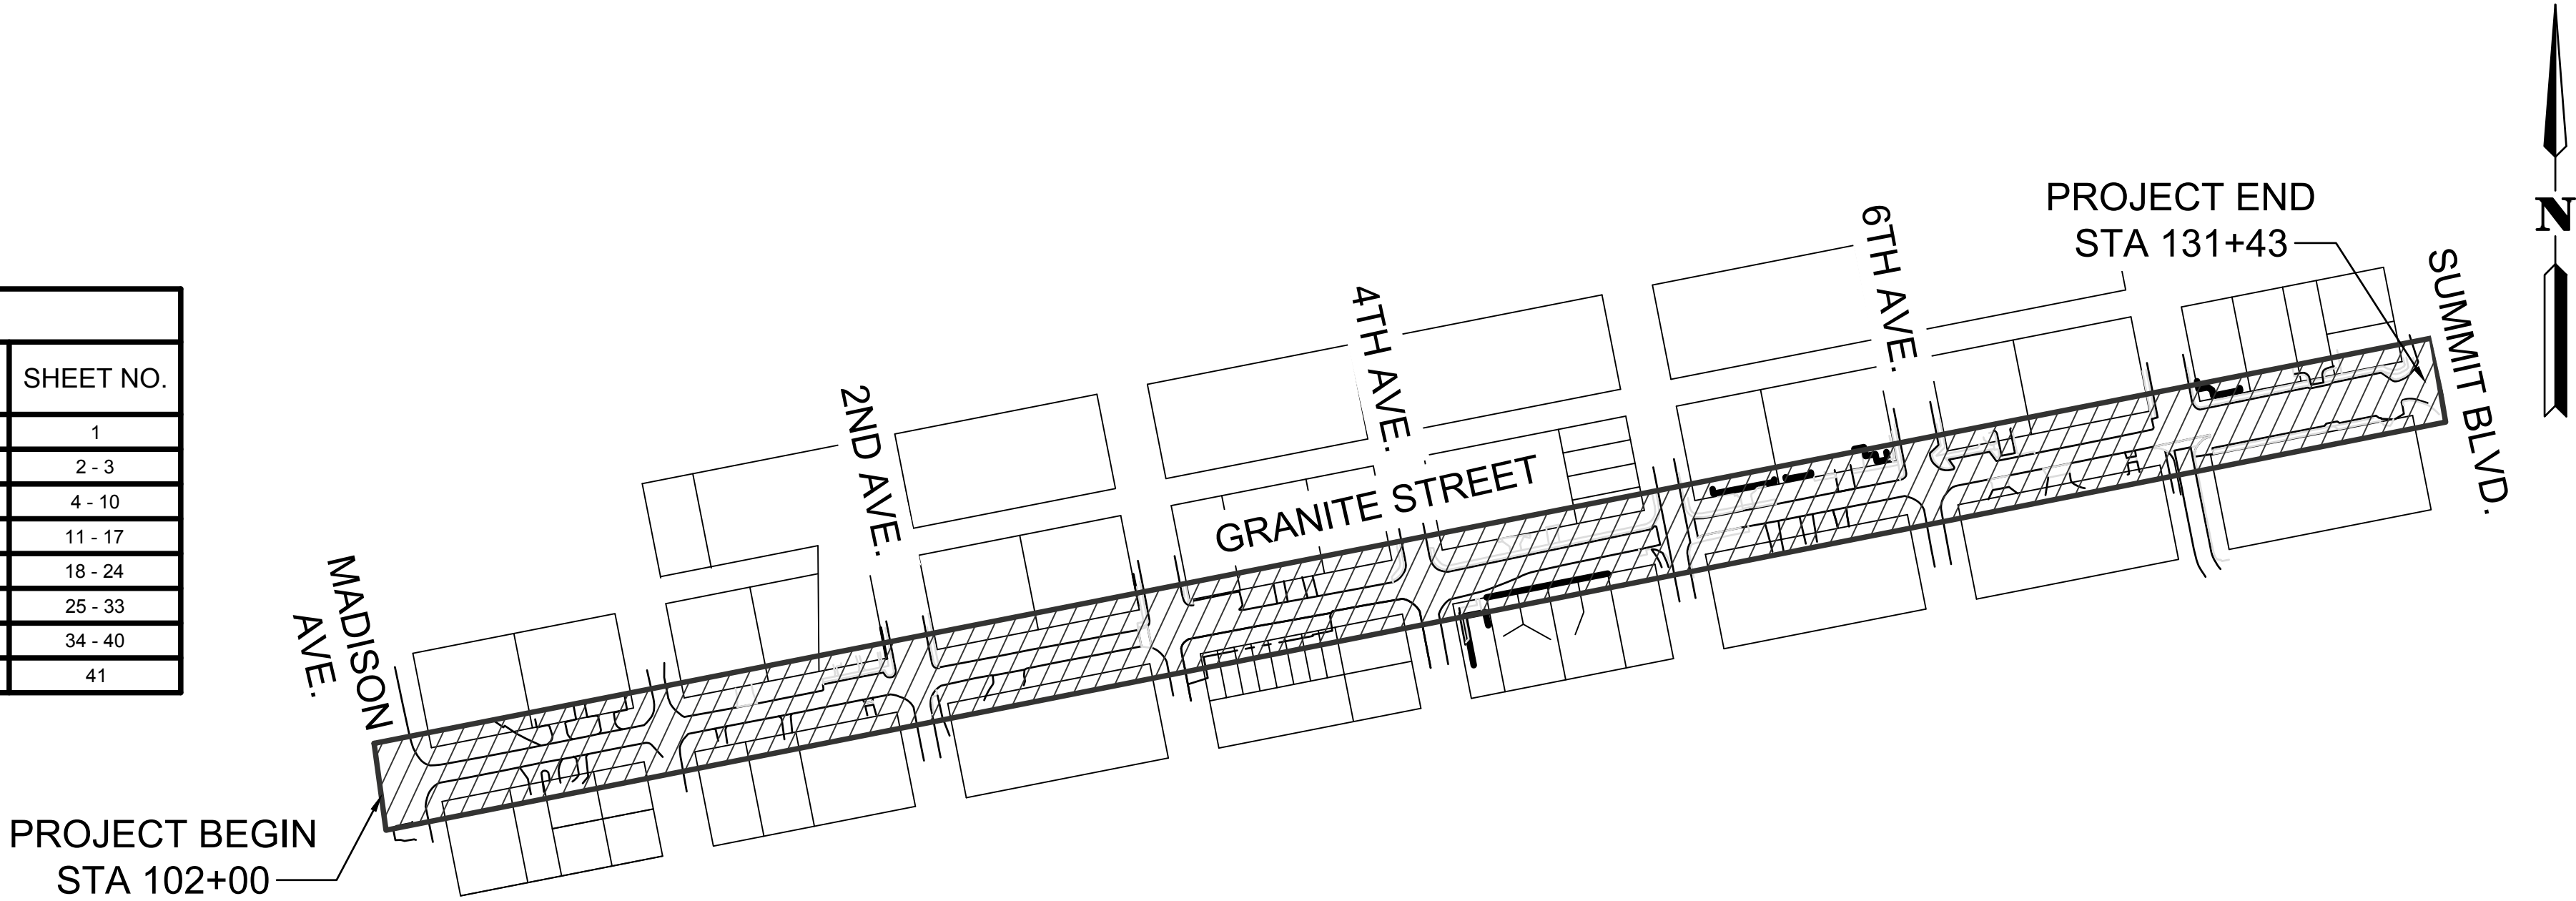 SHEET NO.
1
2 - 3
4 - 10
11 - 17
18 - 24
25 - 33
34 - 40
41
PROJECT BEGIN
STA 102+00
MADISON
AVE.
2ND AVE.
GRANITE STREET
4TH AVE.
6TH AVE.
PROJECT END
STA 131+43
SUMMIT BLVD.
N